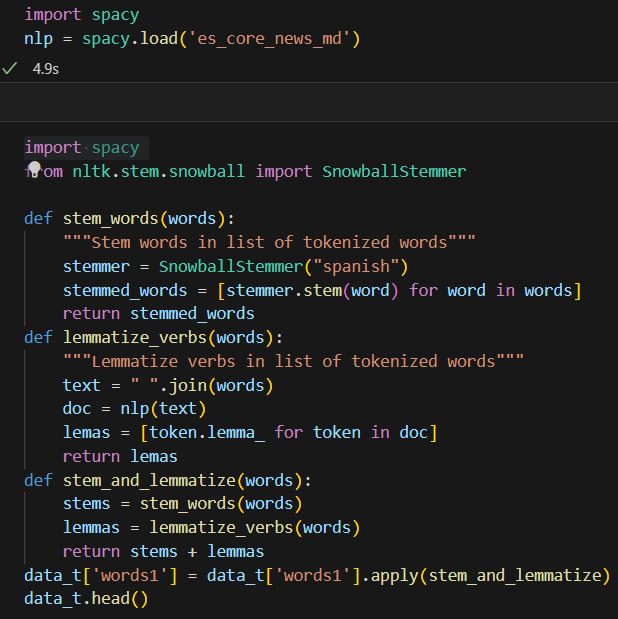 import spacy
nlp = spacy.load('es_core_news_md')
4.9s
import spacy
from nltk.stem.snowball import SnowballStemmer
def stem_words(words):
"""Stem words in list of tokenized words"""
stemmer = SnowballStemmer("spanish")
stemmed_words = [stemmer.stem(word) for word in words]
return stemmed_words
def lemmatize_verbs(words):
"""Lemmatize verbs in list of tokenized words"""
text = " ".join(words)
doc = nlp(text)
lemas = [token.lemma_ for token in doc]
return lemas
def stem_and_lemmatize(words):
stems = stem_words(words)
lemmas = lemmatize_verbs(words)
return stems + lemmas
data_t['words1'] = data_t['words1'].apply(stem_and_lemmatize)
data_t.head()